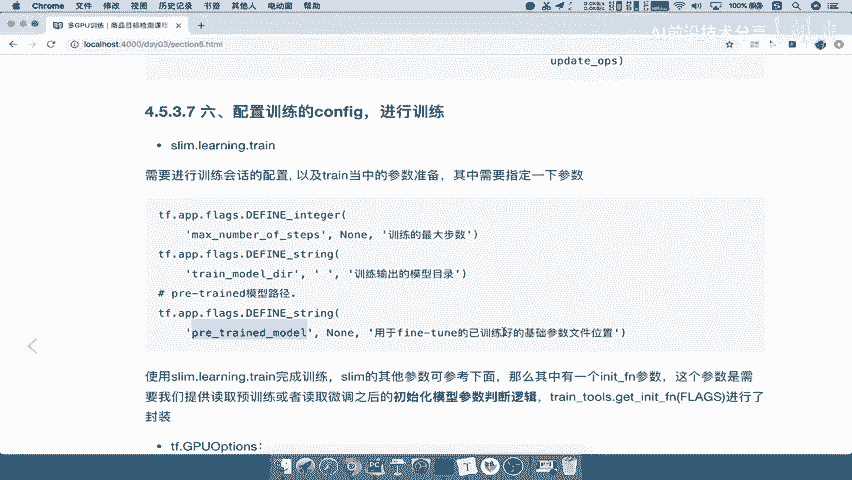 Chrome 文件 修改 视图 历史记录 书签 其他人 电动窗 帮助
100%
多GPU训练 | 商品目标检测课程
AI前沿技术分享
localhost:4000/day03/section5.html
update_ops)
4.5.3.7 六、配置训练的config，进行训练
• slim.learning.train
需要进行训练会话的配置, 以及train当中的参数准备，其中需要指定一下参数
tf.app.flags.DEFINE_integer(
'max_number_of_steps', None, '训练的最大步数')
tf.app.flags.DEFINE_string(
'train_model_dir', ' ', '训练输出的模型目录')
# pre-trained模型路径.
tf.app.flags.DEFINE_string(
'pre_trained_model', None, '用于fine-tune的已训练好的基础参数文件位置')
使用slim.learning.train完成训练，slim的其他参数可参考下面，那么其中有一个init_fn参数，这个参数是需
要我们提供读取预训练或者读取微调之后的初始化模型参数判断逻辑，train_tools.get_init_fn(FLAGS)进行了
封装
• tf.GPUOptions：